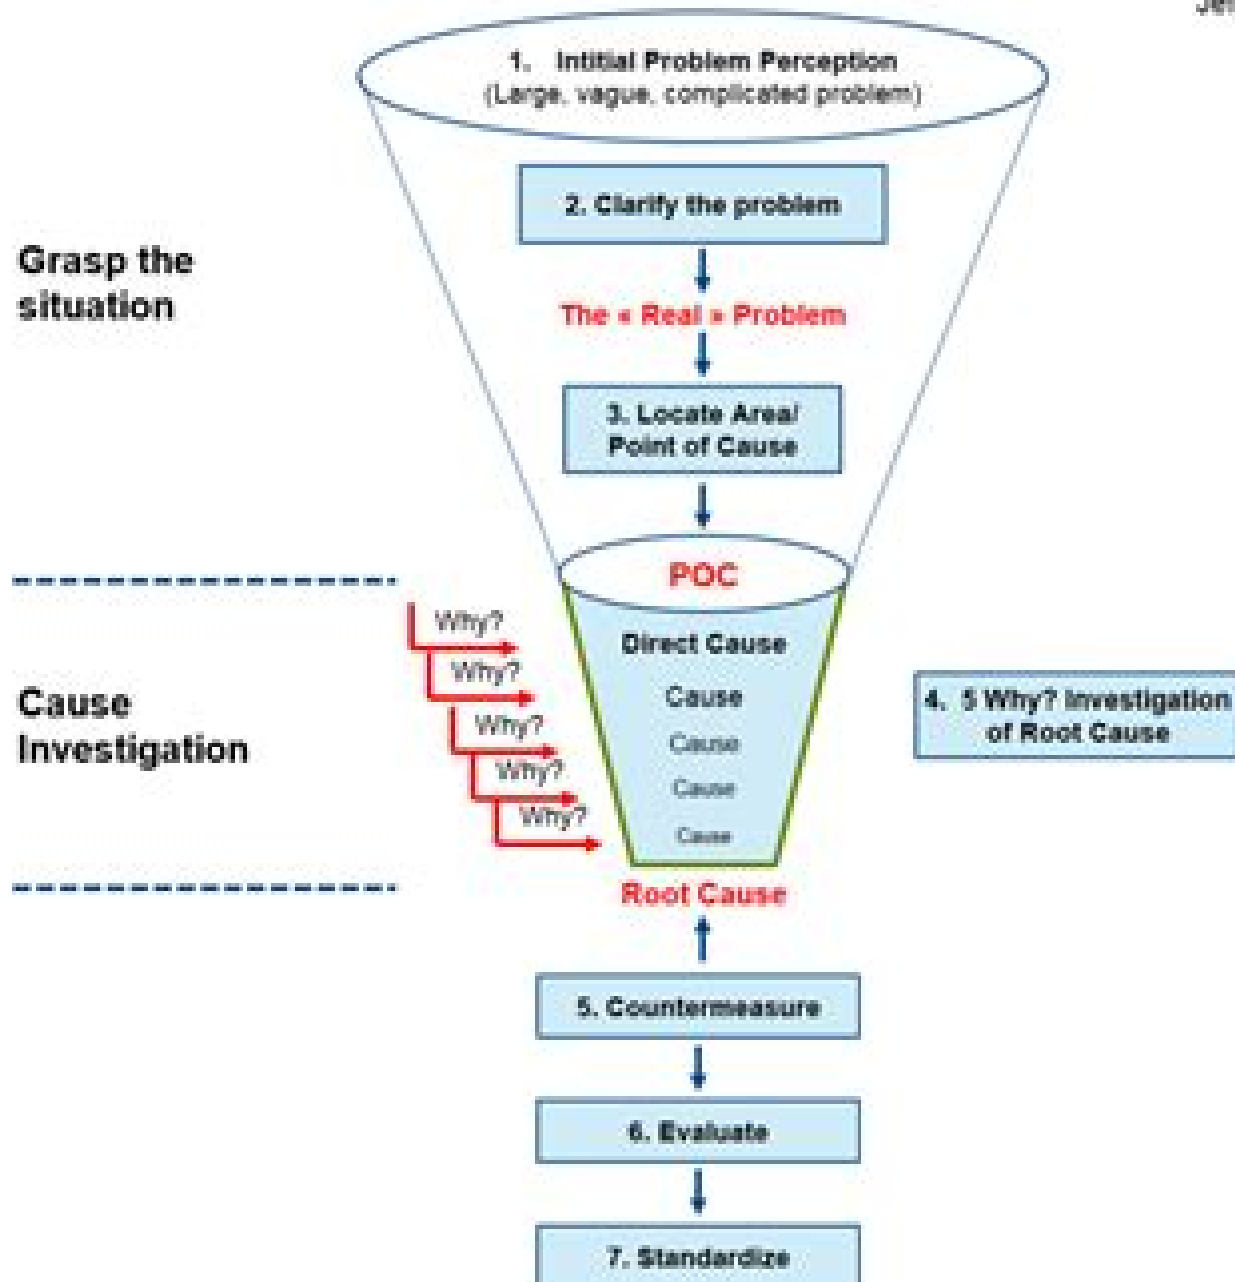 1. Intitial Problem Perception
(Large, vague, complicated problem)
2. Clarify the problem
Grasp the
situation
The « Real » Problem
3. Locate Area/
Point of Cause
POC
Why?
Why?
Why?
Why?
Why?
Direct Cause
Cause
Cause
Cause
Cause
Cause
Investigation
4. 5 Why? Investigation
of Root Cause
Root Cause
5. Countermeasure
6. Evaluate
7. Standardize